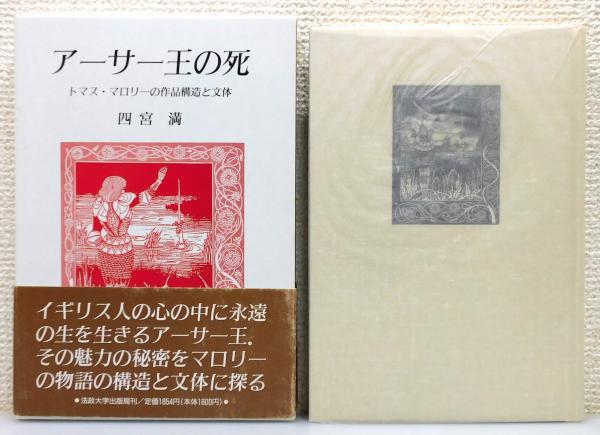 アーサー王の死
トマス・マロリーの作品構造と文体
四宮 満
イギリス人の心の中に永遠
の生を生きるアーサー王.
その魅力の秘密をマロリー
の物語の構造と文体に探る
●法政大学出版局刊/定価1854円(本体1800円)●